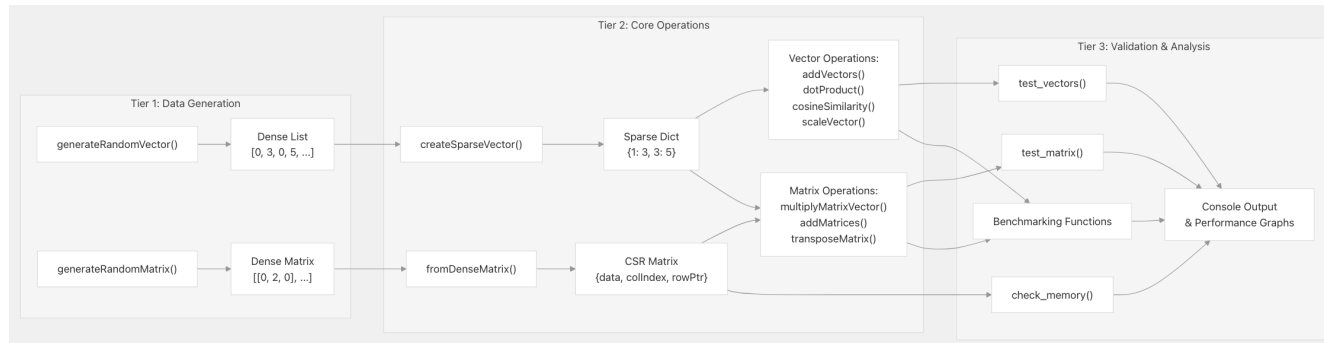 Tier 1: Data Generation
generateRandomVector()
Dense List
[0, 3, 0, 5, ...]
generateRandomMatrix()
Dense Matrix
[[0, 2, 0], ...]
Tier 2: Core Operations
createSparseVector()
Sparse Dict
{1: 3, 3: 5}
Vector Operations:
addVectors()
dotProduct()
cosineSimilarity()
scaleVector()
Matrix Operations:
multiplyMatrixVector()
addMatrices()
transposeMatrix()
fromDenseMatrix()
CSR Matrix
{data, colIndex, rowPtr}
Tier 3: Validation & Analysis
test_vectors()
test_matrix()
Benchmarking Functions
check_memory()
Console Output
& Performance Graphs